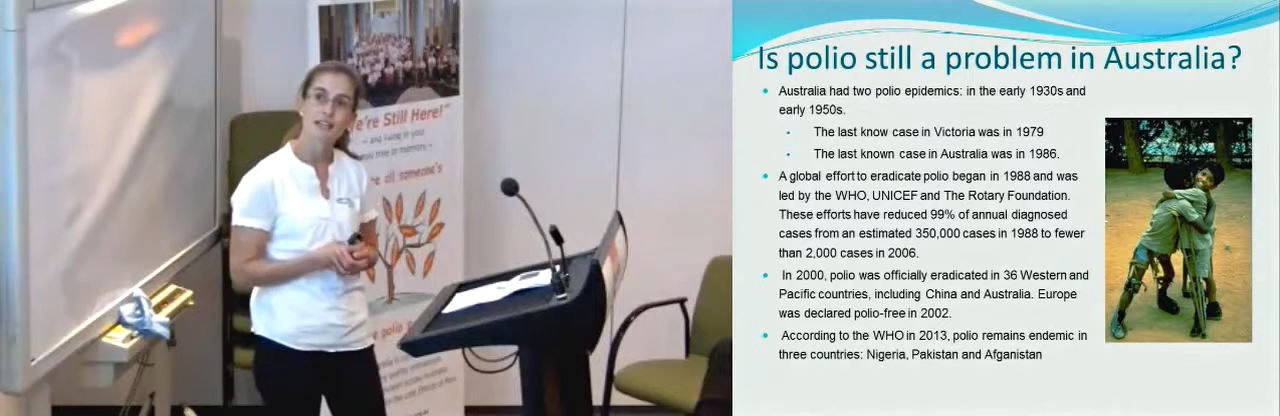 e're Still Here!"
Is polio still a problem in Australia?
Australia had two polio epidemics: in the early 1930s and
early 1950s.
The last know case in Victoria was in 1979
The last known case in Australia was in 1986.
A global effort to eradicate polio began in 1988 and was
led by the WHO, UNICEF and The Rotary Foundation.
These efforts have reduced 99% of annual diagnosed
cases from an estimated 350,000 cases in 1988 to fewer
than 2,000 cases in 2006.
In 2000, polio was officially eradicated in 36 Western and
Pacific countries, including China and Australia. Europe
was declared polio-free in 2002.
According to the WHO in 2013, polio remains endemic in
three countries: Nigeria, Pakistan and Afganistan